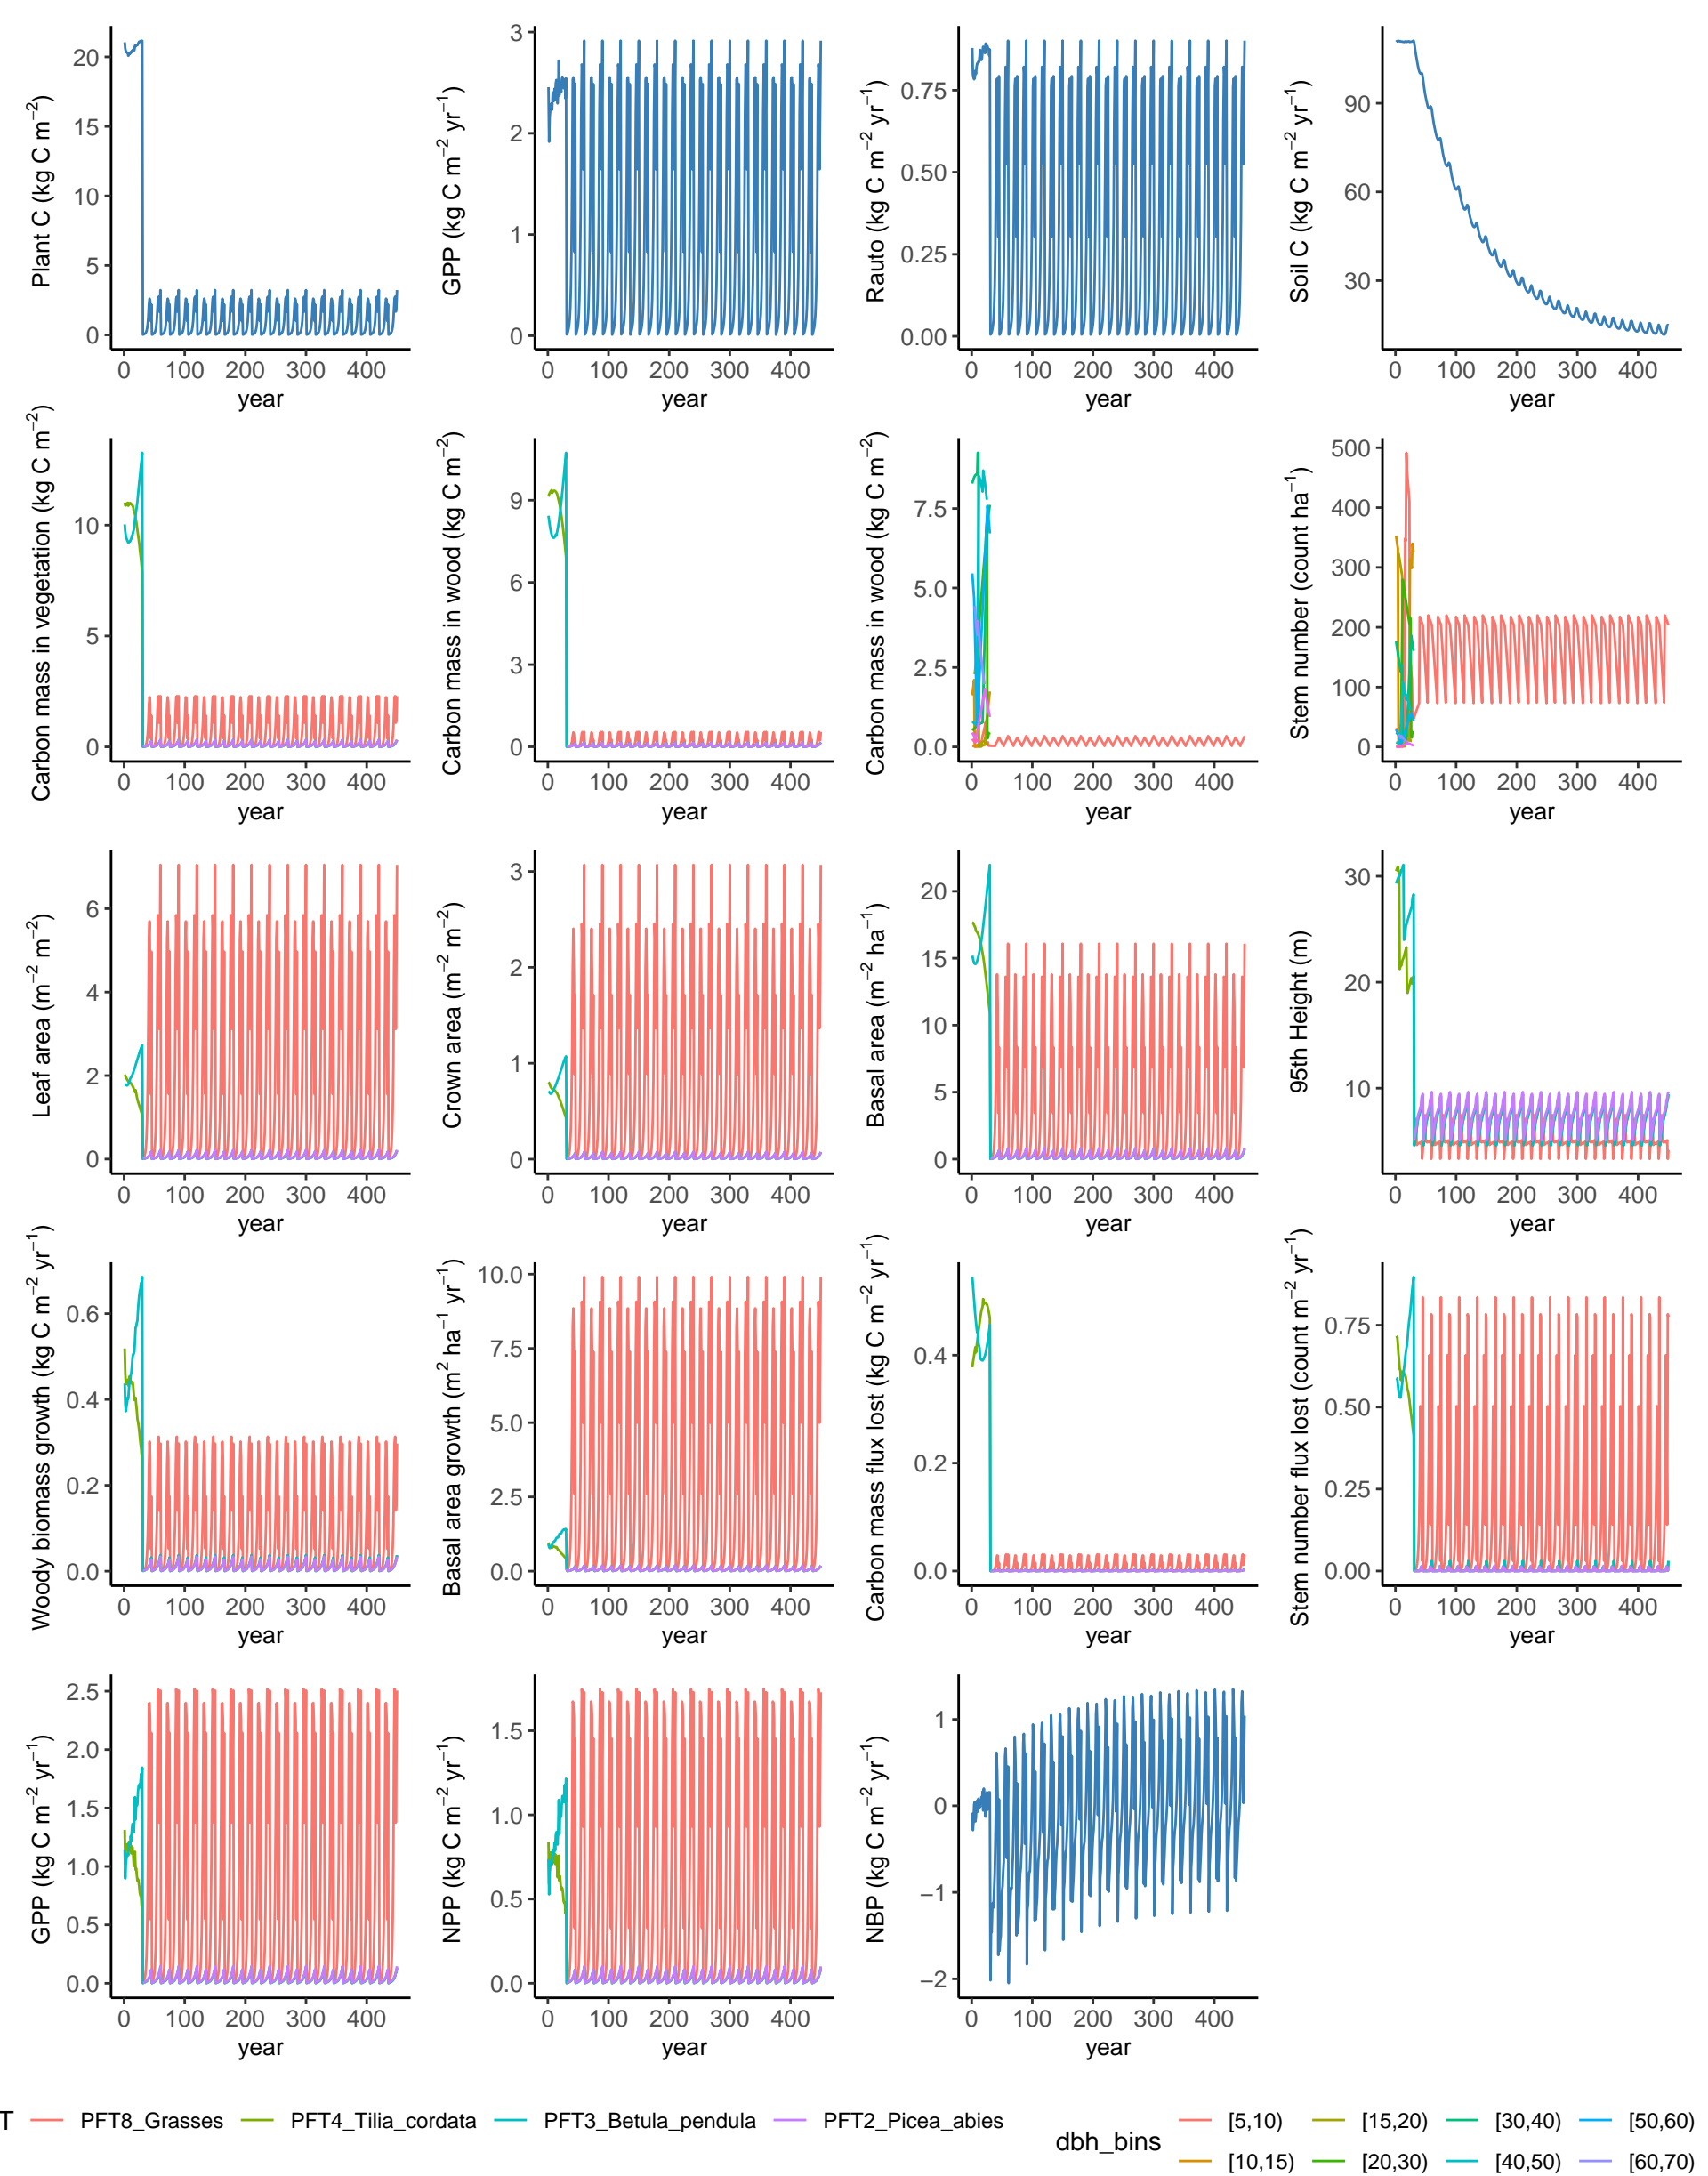 Plant C (kg C m−2)
20
15
10
5
0
0 100 200 300 400
year
GPP (kg C m−2 yr−1)
3
2
1
0
0 100 200 300 400
year
Rauto (kg C m−2 yr−1)
0.75
0.50
0.25
0.00
0 100 200 300 400
year
Soil C (kg C m−2 yr−1)
90
60
30
0 100 200 300 400
year
Carbon mass in vegetation (kg C m−2)
10
5
0
0 100 200 300 400
year
Carbon mass in wood (kg C m−2)
9
6
3
0
0 100 200 300 400
year
Carbon mass in wood (kg C m−2)
7.5
5.0
2.5
0.0
0 100 200 300 400
year
Stem number (count ha−1)
500
400
300
200
100
0
0 100 200 300 400
year
Leaf area (m−2 m−2)
6
4
2
0
0 100 200 300 400
year
Crown area (m−2 m−2)
3
2
1
0
0 100 200 300 400
year
Basal area (m−2 ha−1)
20
15
10
5
0
0 100 200 300 400
year
95th Height (m)
30
20
10
0 100 200 300 400
year
Woody biomass growth (kg C m−2 yr−1)
0.6
0.4
0.2
0.0
0 100 200 300 400
year
Basal area growth (m2 ha−1 yr−1)
10.0
7.5
5.0
2.5
0.0
0 100 200 300 400
year
Carbon mass flux lost (kg C m−2 yr−1)
0.4
0.2
0.0
0 100 200 300 400
year
Stem number flux lost (count m−2 yr−1)
0.75
0.50
0.25
0.00
0 100 200 300 400
year
GPP (kg C m−2 yr−1)
2.5
2.0
1.5
1.0
0.5
0.0
0 100 200 300 400
year
NPP (kg C m−2 yr−1)
1.5
1.0
0.5
0.0
0 100 200 300 400
year
NBP (kg C m−2 yr−1)
1
0
−1
−2
0 100 200 300 400
year
T PFT8_Grasses PFT4_Tilia_cordata PFT3_Betula_pendula PFT2_Picea_abies
dbh_bins
[5,10) [15,20) [30,40) [50,60)
[10,15) [20,30) [40,50) [60,70)